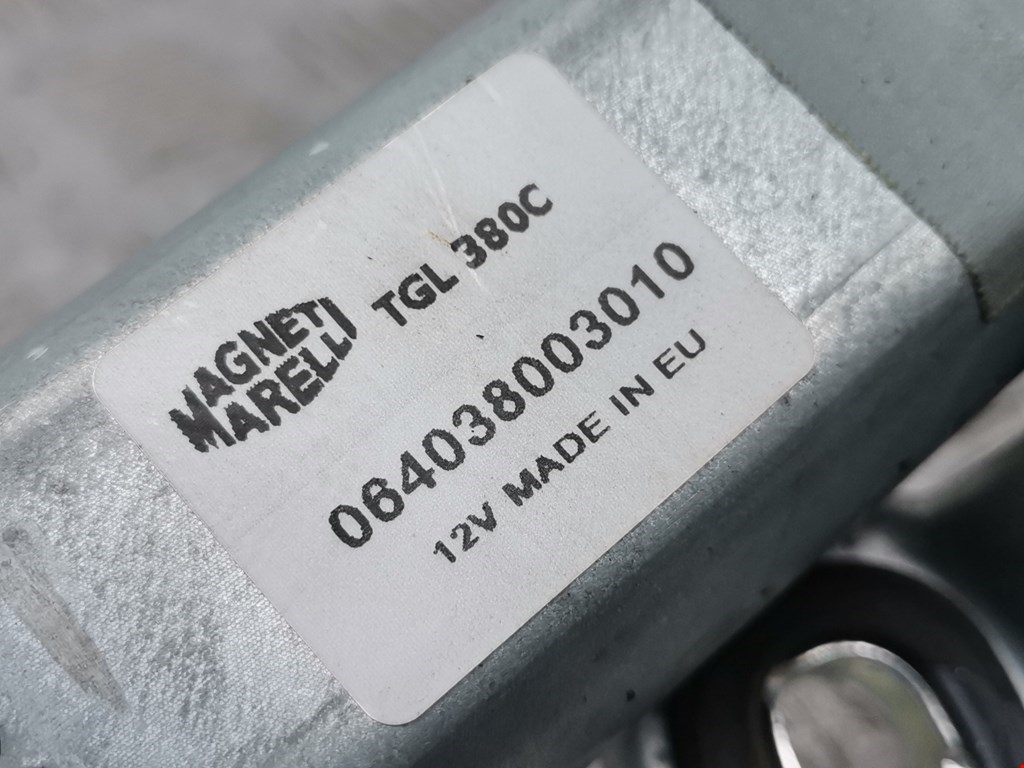 MAGNETI
MARELLI
TGL 380C
064038003010
12V MADE IN EU